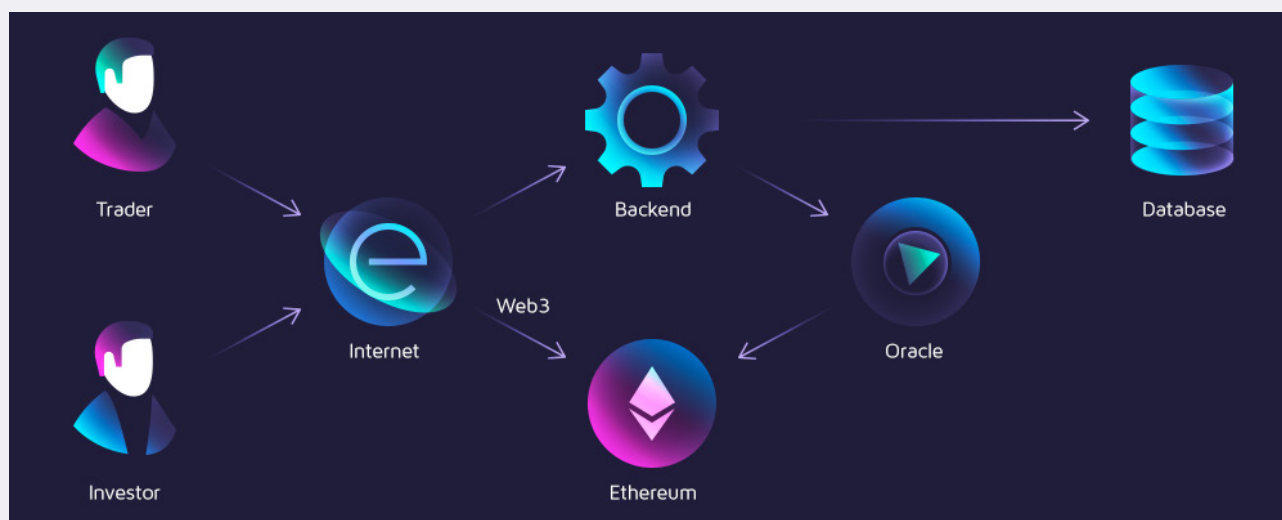 Trader
Backend
Database
Web3
Internet
Oracle
Investor
Ethereum